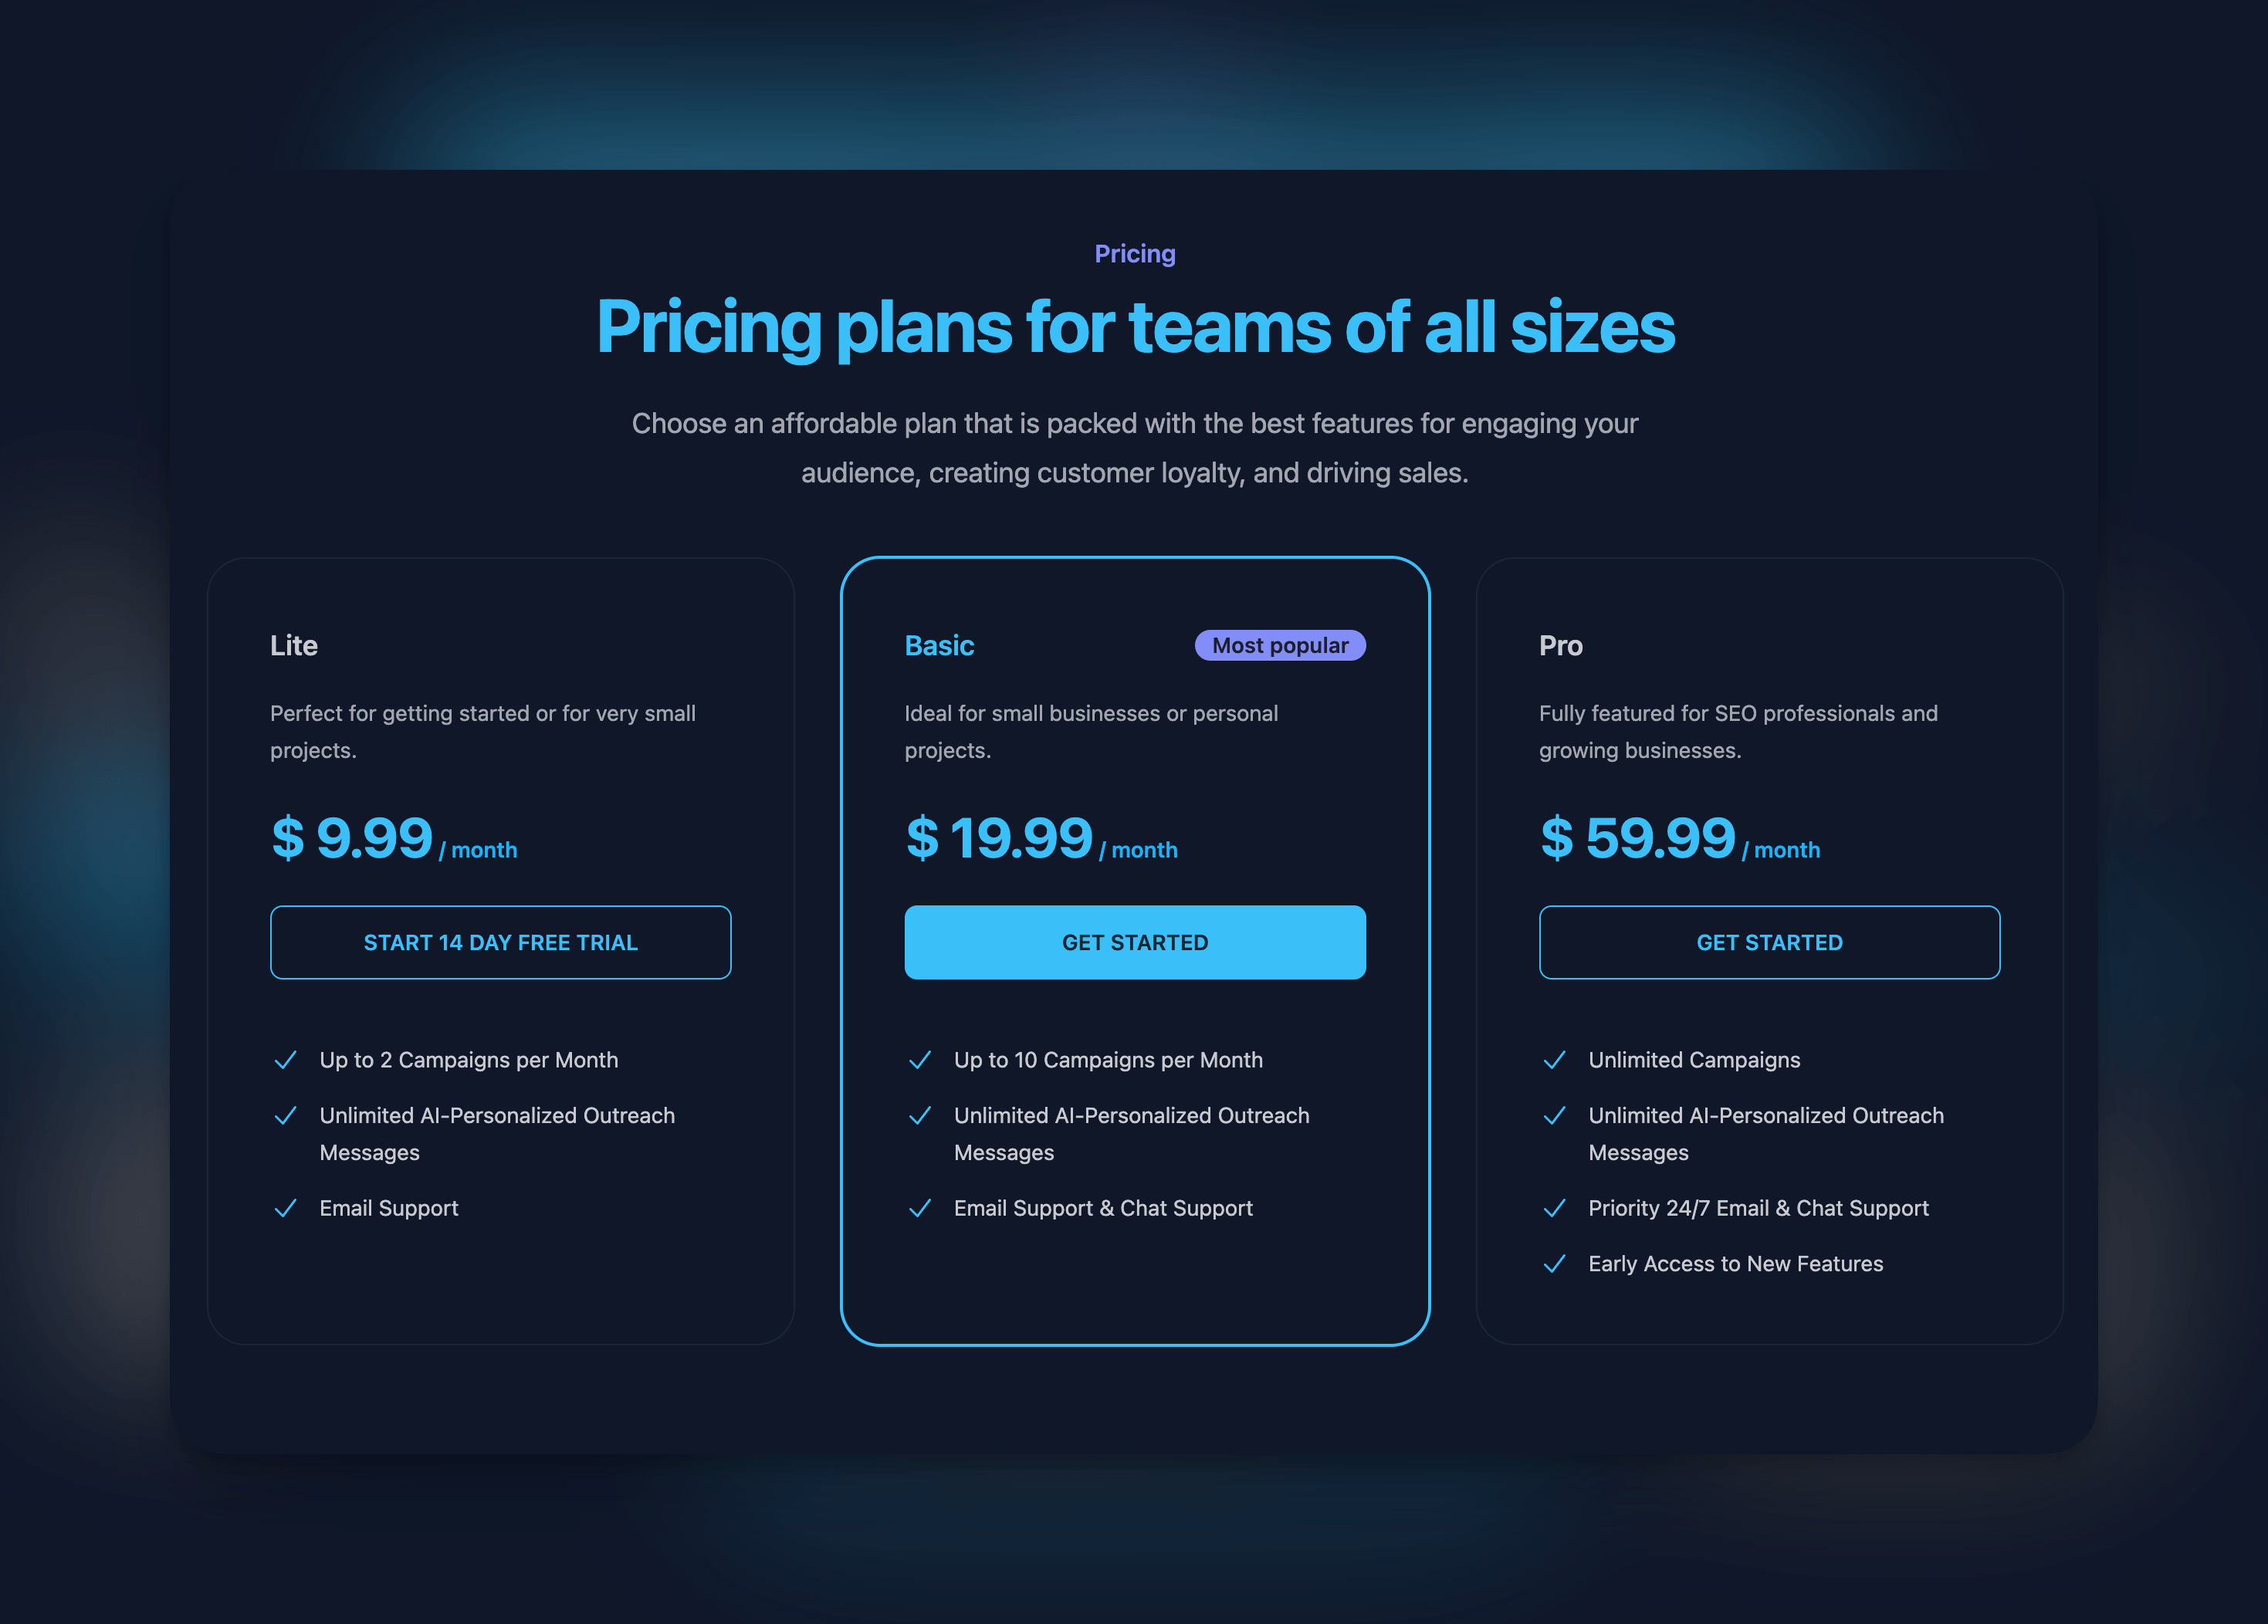 Pricing
Pricing plans for teams of all sizes
Choose an affordable plan that is packed with the best features for engaging your
audience, creating customer loyalty, and driving sales.
Lite
Perfect for getting started or for very small
projects.
$ 9.99 / month
START 14 DAY FREE TRIAL
Up to 2 Campaigns per Month
Unlimited AI-Personalized Outreach
Messages
Email Support
Basic
Most popular
Ideal for small businesses or personal
projects.
$ 19.99 / month
GET STARTED
Up to 10 Campaigns per Month
Unlimited AI-Personalized Outreach
Messages
Email Support & Chat Support
Pro
Fully featured for SEO professionals and
growing businesses.
$ 59.99 / month
GET STARTED
Unlimited Campaigns
Unlimited AI-Personalized Outreach
Messages
Priority 24/7 Email & Chat Support
Early Access to New Features